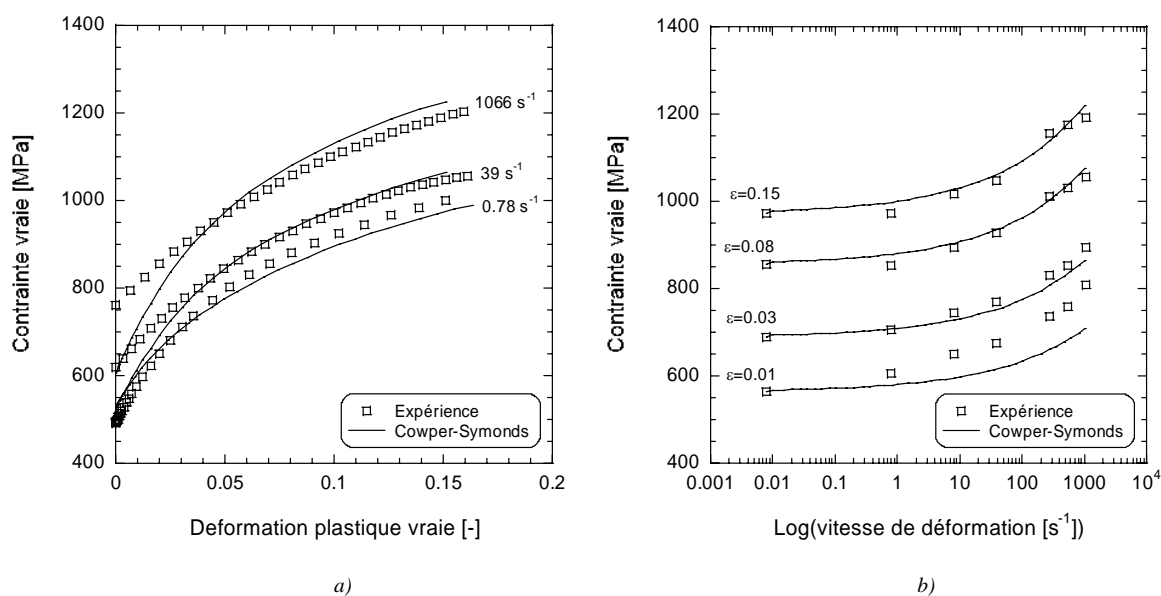 1400
1200
1000
800
600
400
Contrainte vraie [MPa]
1066 s⁻¹
39 s⁻¹
0.78 s⁻¹
Expérience
Cowper-Symonds
0 0.05 0.1 0.15 0.2
Deformation plastique vraie [-]
a)
1400
1200
1000
800
600
400
Contrainte vraie [MPa]
ε=0.15
ε=0.08
ε=0.03
ε=0.01
Expérience
Cowper-Symonds
0.001 0.01 0.1 1 10 100 1000 10⁴
Log(vitesse de déformation [s⁻¹])
b)